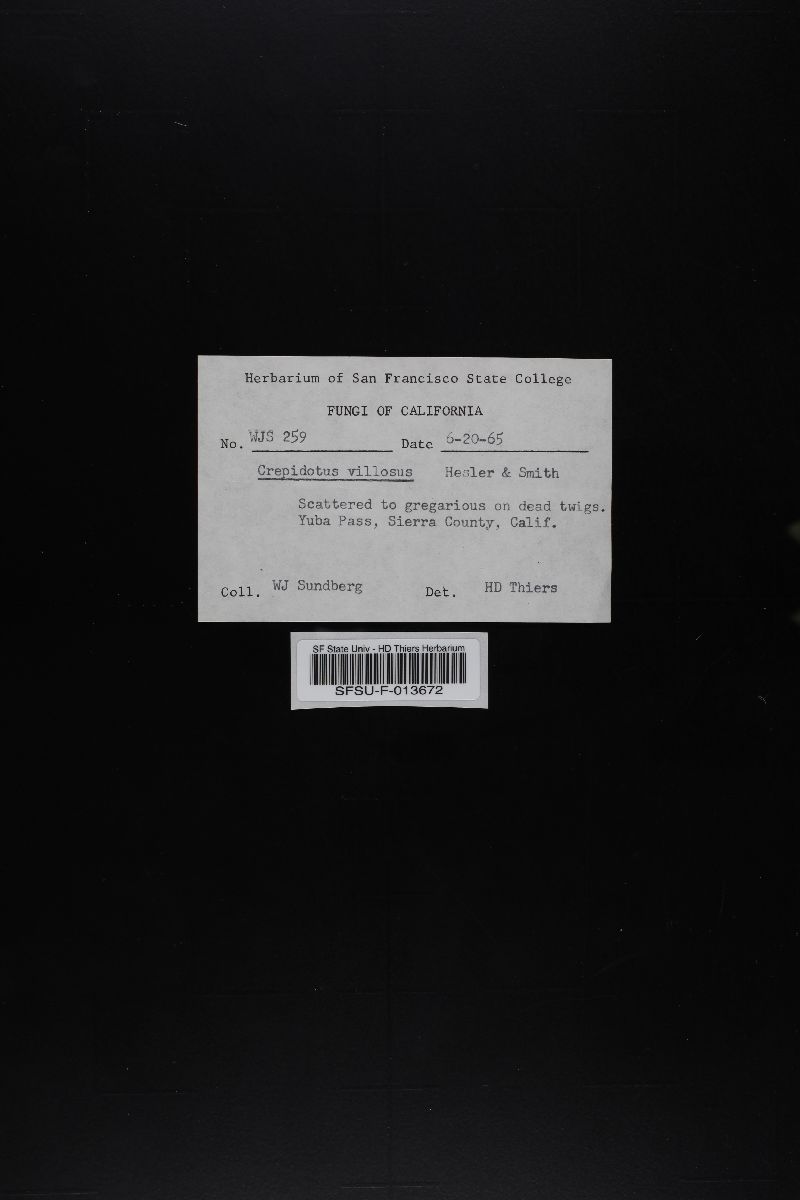 Herbarium of San Francisco State College
FUNGI OF CALIFORNIA
No. WJS 259 Date 6-20-65
Crepidotus villosus Hesler & Smith
Scattered to gregarious on dead twigs.
Yuba Pass, Sierra County, Calif.
Coll. WJ Sundberg Det. HD Thiers
SF State Univ - HD Thiers Herbarium
SFSU-F-013672